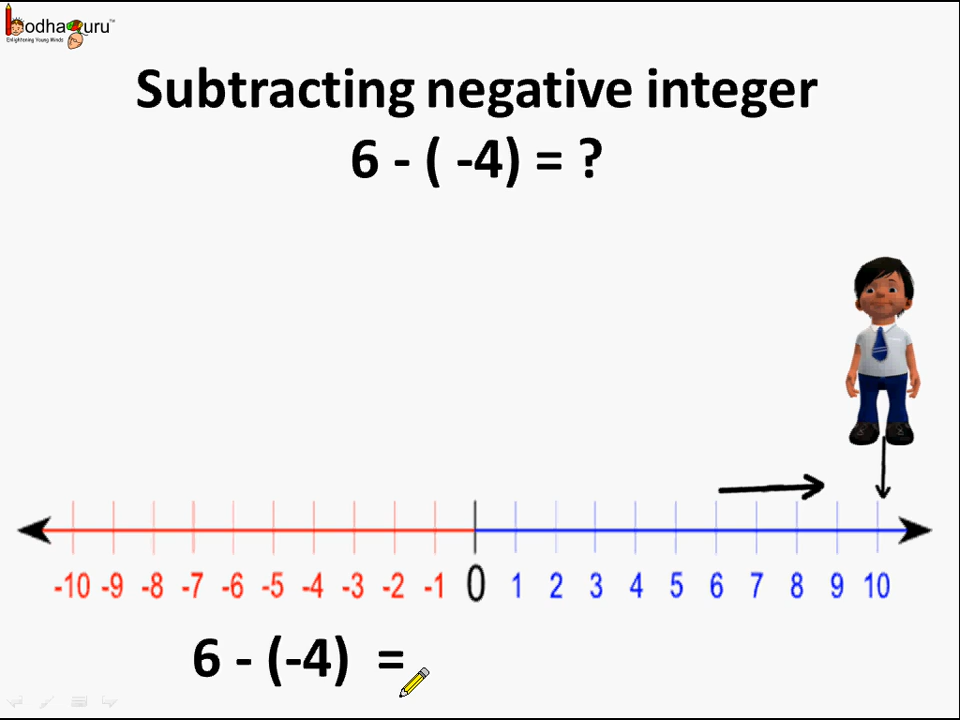 BodhaGuru™
Enlightening Young Minds
Subtracting negative integer
6 - ( -4) = ?
-10 -9 -8 -7 -6 -5 -4 -3 -2 -1 0 1 2 3 4 5 6 7 8 9 10
6 - (-4) =